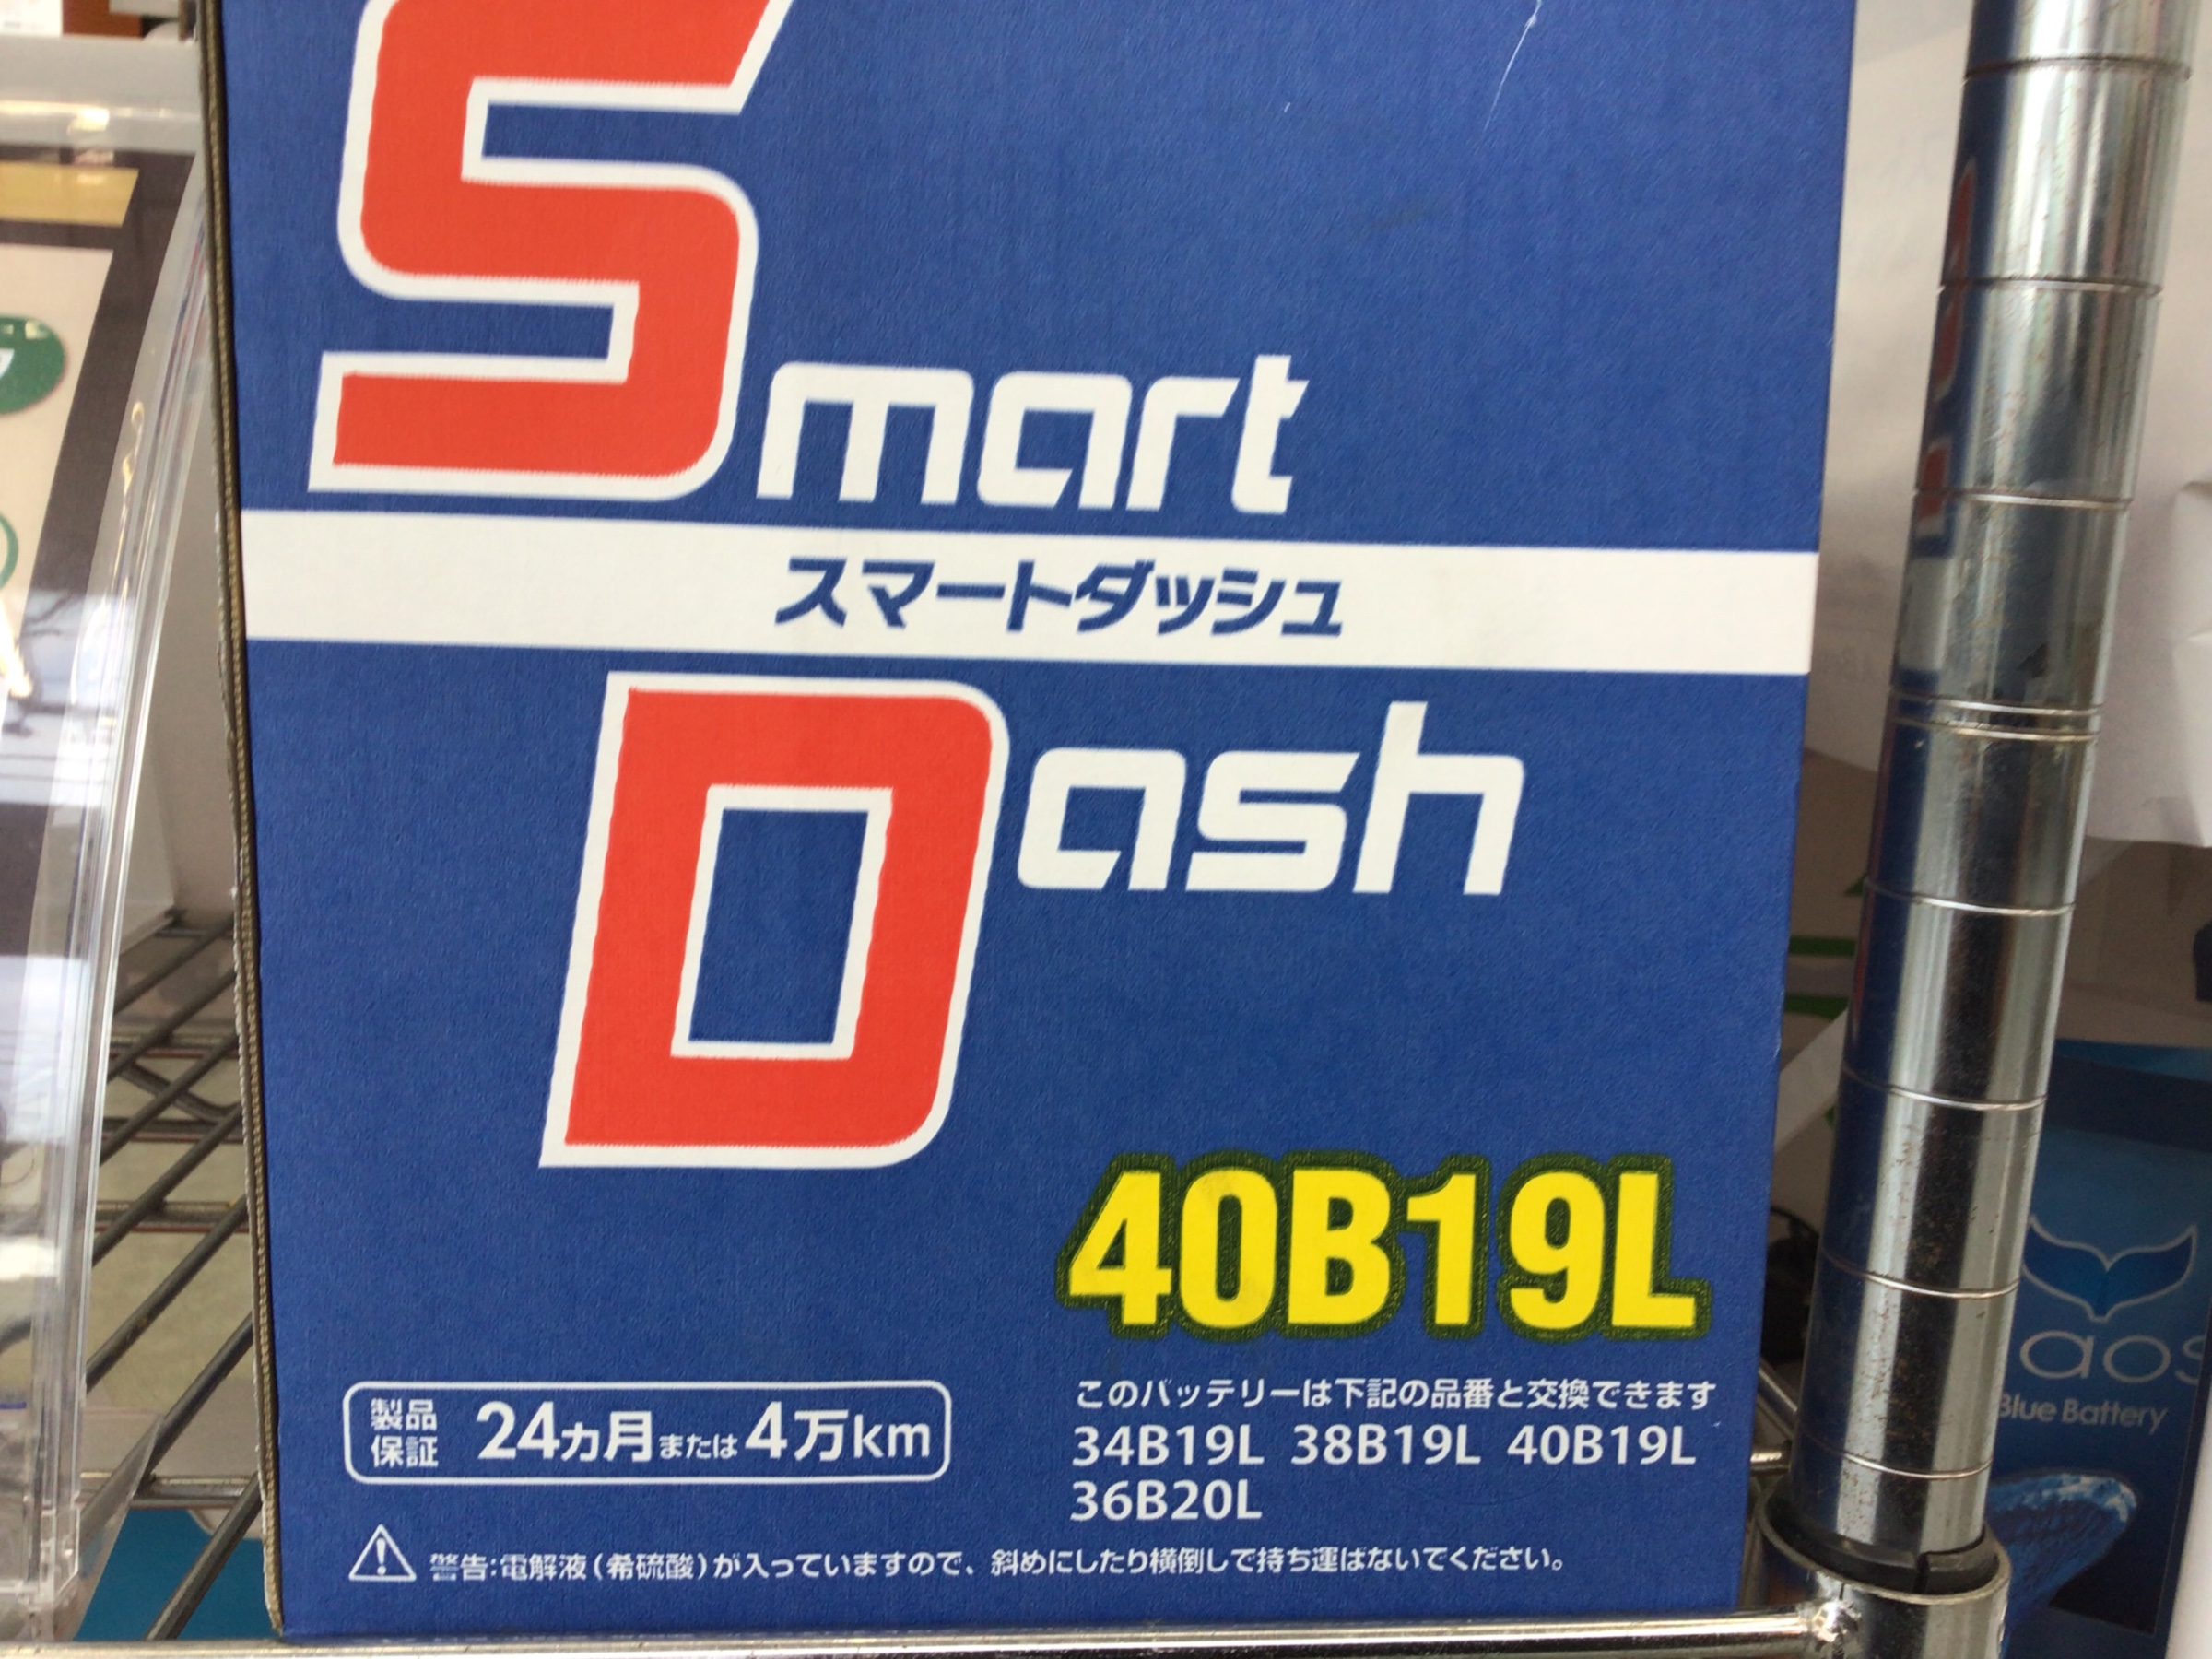 Smart
スマートダッシュ
Dash
40B19L
製品保証 24カ月または4万km
このバッテリーは下記の品番と交換できます
34B19L 38B19L 40B19L
36B20L
警告:電解液(希硫酸)が入っていますので、斜めにしたり横倒しで持ち運ばないでください。
aos
Blue Battery